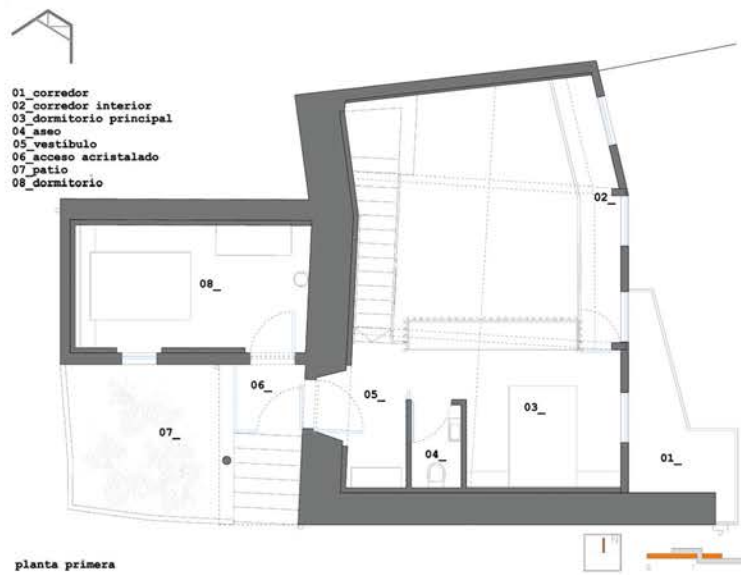 01_corredor
02_corredor interior
03_dormitorio principal
04_aseo
05_vestíbulo
06_acceso acristalado
07_patio
08_dormitorio
02_
08_
06_
05_
03_
07_
04_
01_
planta primera